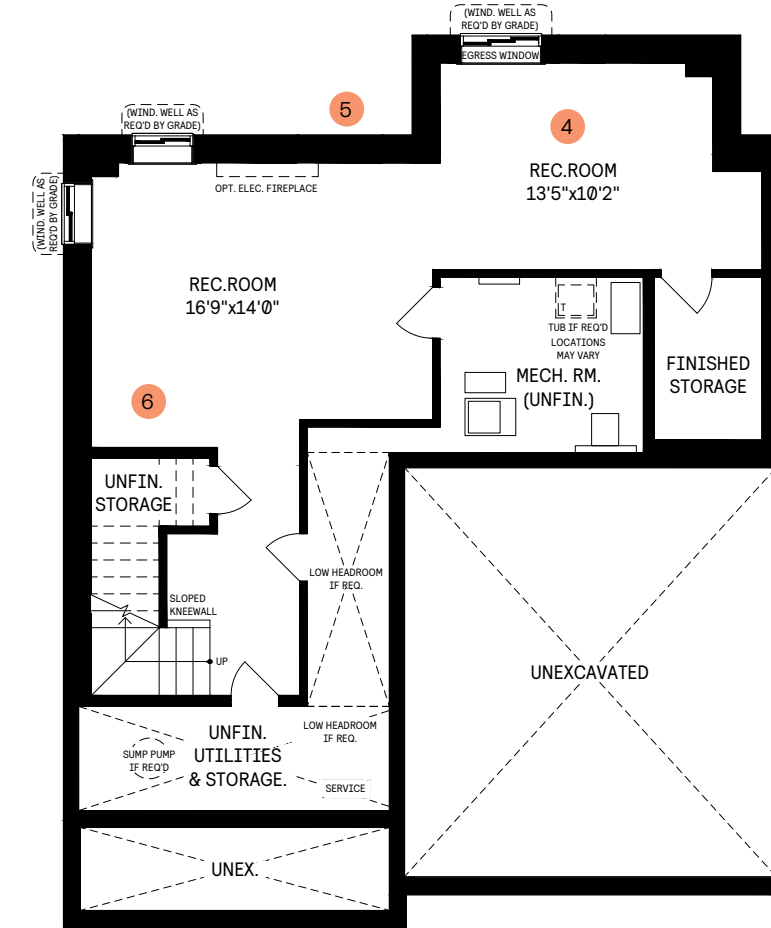 (WIND. WELL AS
REQ'D BY GRADE)
EGRESS WINDOW
5
4
(WIND. WELL AS
REQ'D BY GRADE)
REC.ROOM
13'5"x10'2"
OPT. ELEC. FIREPLACE
(WIND. WELL AS
REQ'D BY GRADE)
REC.ROOM
16'9"x14'0"
T
TUB IF REQ'D
LOCATIONS
MAY VARY
MECH. RM.
(UNFIN.)
FINISHED
STORAGE
6
UNFIN.
STORAGE
LOW HEADROOM
IF REQ.
SLOPED
KNEEWALL
UP
UNEXCAVATED
LOW HEADROOM
IF REQ.
UNFIN.
UTILITIES
& STORAGE.
SUMP PUMP
IF REQ'D
SERVICE
UNEX.